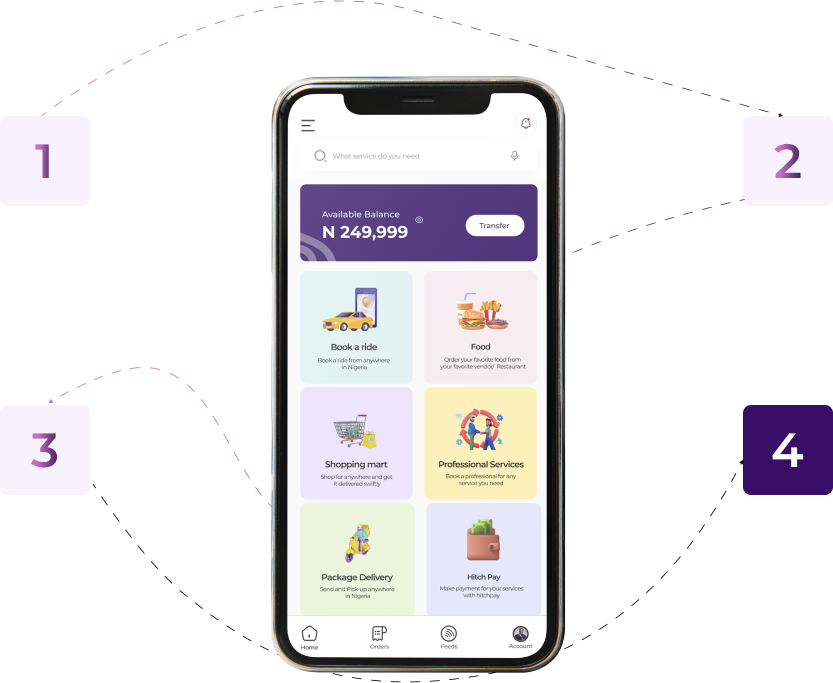 1
2
What service do you need
Available Balance
N 249,999
Transfer
Book a ride
Book a ride from anywhere
in Nigeria
Food
Order your favorite food from
your favorite vendor/ Restaurant
3
4
Shopping mart
Shop for anywhere and get
it delivered swiftly
Professional Services
Book a professional for any
service you need
Package Delivery
Send and Pick-up anywhere
in Nigeria
Hitch Pay
Make payment for your services
with hitchpay
Home
Orders
Feeds
Account